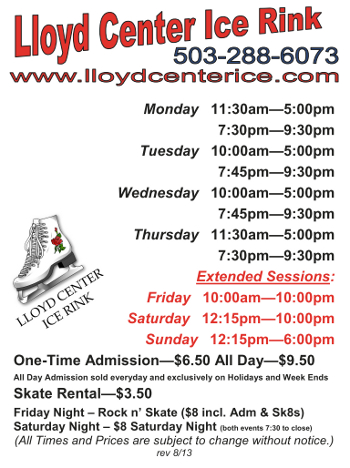 Lloyd Center Ice Rink
503-288-6073
www.lloydcenterice.com
Monday 11:30am—5:00pm
7:30pm—9:30pm
Tuesday 10:00am—5:00pm
7:45pm—9:30pm
Wednesday 10:00am—5:00pm
7:45pm—9:30pm
Thursday 11:30am—5:00pm
7:30pm—9:30pm
Extended Sessions:
Friday 10:00am—10:00pm
Saturday 12:15pm—10:00pm
Sunday 12:15pm—6:00pm
LLOYD CENTER
ICE RINK
One-Time Admission—$6.50 All Day—$9.50
All Day Admission sold everyday and exclusively on Holidays and Week Ends
Skate Rental—$3.50
Friday Night – Rock n' Skate ($8 incl. Adm & Sk8s)
Saturday Night – $8 Saturday Night (both events 7:30 to close)
(All Times and Prices are subject to change without notice.)
rev 8/13